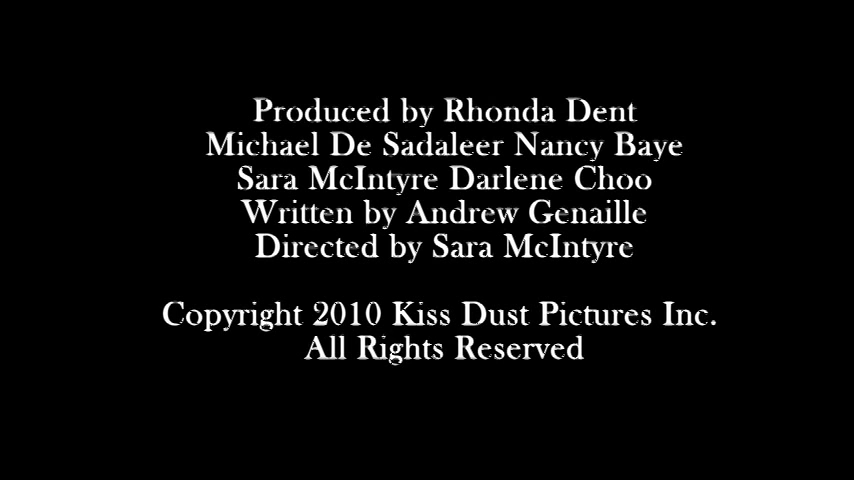 Produced by Rhonda Dent
Michael De Sadaleer Nancy Baye
Sara McIntyre Darlene Choo
Written by Andrew Genaille
Directed by Sara McIntyre
Copyright 2010 Kiss Dust Pictures Inc.
All Rights Reserved